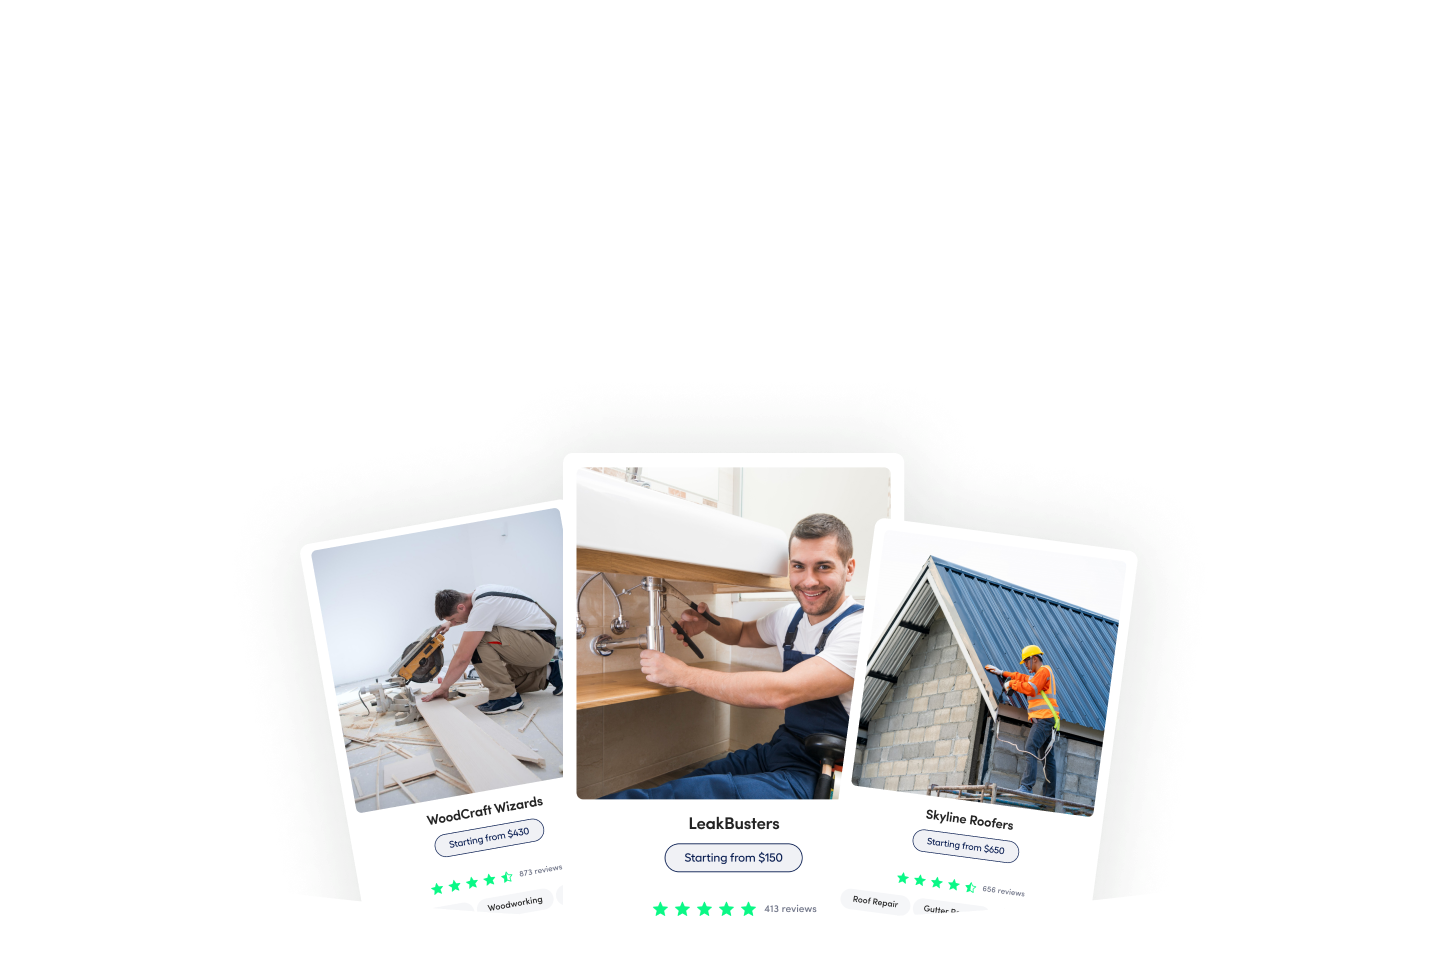 WoodCraft Wizards
Starting from $430
873 reviews
Woodworking
LeakBusters
Starting from $150
413 reviews
Skyline Roofers
Starting from $650
656 reviews
Roof Repair
Gutter